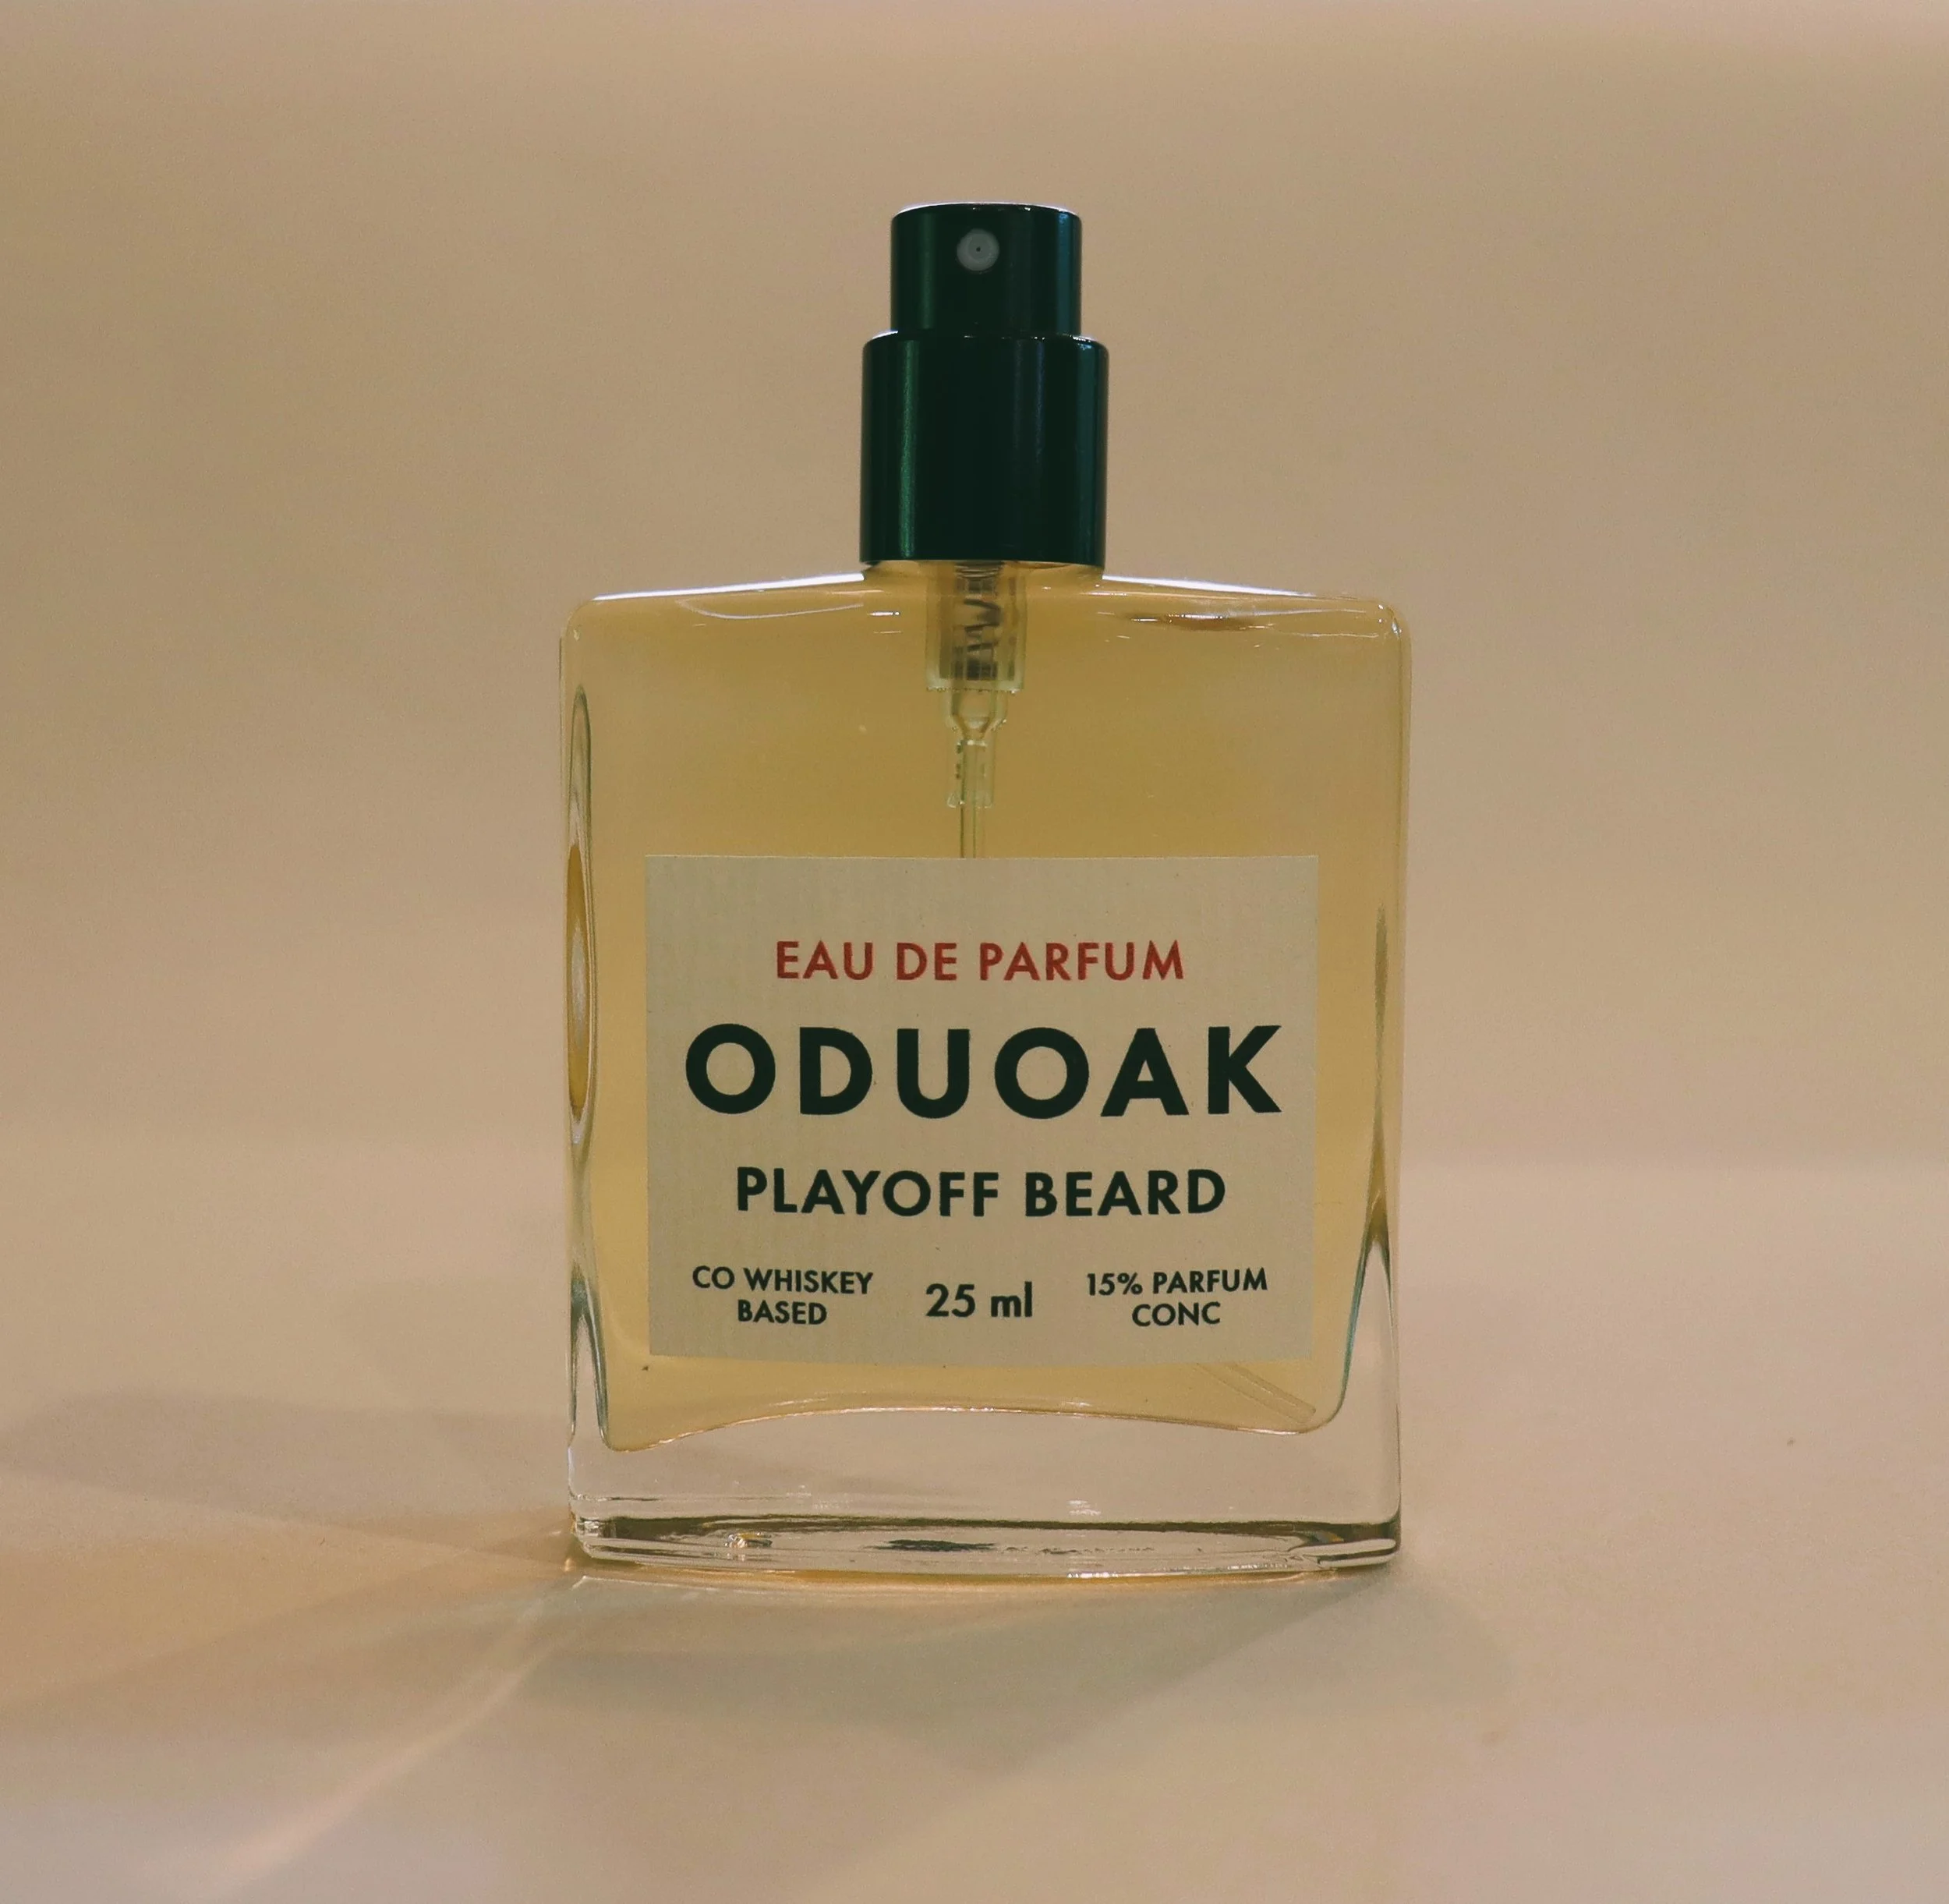 EAU DE PARFUM
ODUOAK
PLAYOFF BEARD
CO WHISKEY
BASED
25 ml
15% PARFUM
CONC